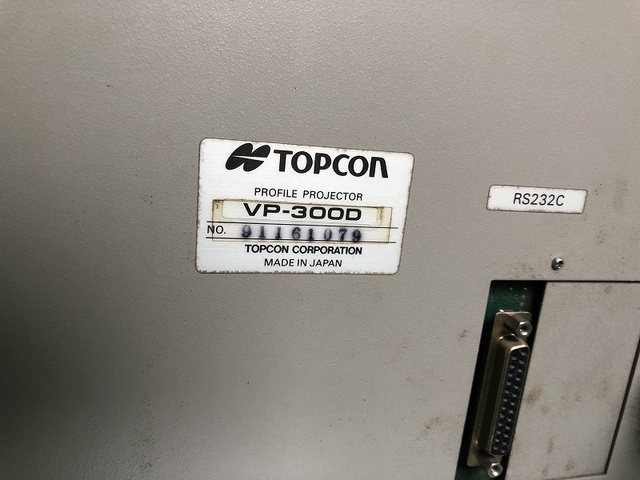 TOPCON
PROFILE PROJECTOR
VP-300D
NO. 91161079
TOPCON CORPORATION
MADE IN JAPAN
RS232C